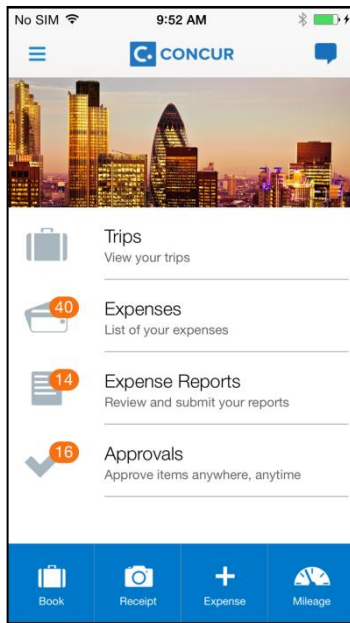 No SIM 9:52 AM
C. CONCUR
Trips
View your trips
40
Expenses
List of your expenses
14
Expense Reports
Review and submit your reports
16
Approvals
Approve items anywhere, anytime
Book Receipt Expense Mileage